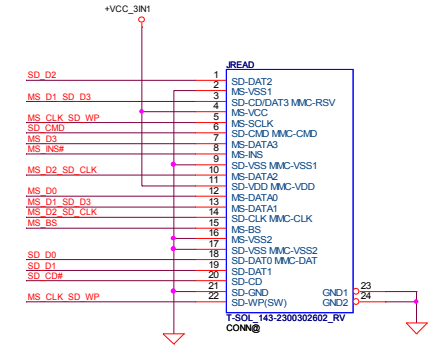 +VCC_3IN1
JREAD
SD_D2 1 SD-DAT2
2 MS-VSS1
MS_D1_SD_D3 3 SD-CD/DAT3 MMC-RSV
4 MS-VCC
MS_CLK_SD_WP 5 MS-SCLK
SD_CMD 6 SD-CMD MMC-CMD
MS_D3 7 MS-DATA3
MS_INS# 8 MS-INS
9 SD-VSS MMC-VSS1
MS_D2_SD_CLK 10 MS-DATA2
11 SD-VDD MMC-VDD
MS_D0 12 MS-DATA0
MS_D1_SD_D3 13 MS-DATA1
MS_D2_SD_CLK 14 SD-CLK MMC-CLK
MS_BS 15 MS-BS
16 MS-VSS2
17 SD-VSS MMC-VSS2
SD_D0 18 SD-DAT0 MMC-DAT
SD_D1 19 SD-DAT1
SD_CD# 20 SD-CD
21 SD-GND GND1 23
MS_CLK_SD_WP 22 SD-WP(SW) GND2 24
T-SOL_143-2300302602_RV
CONN@